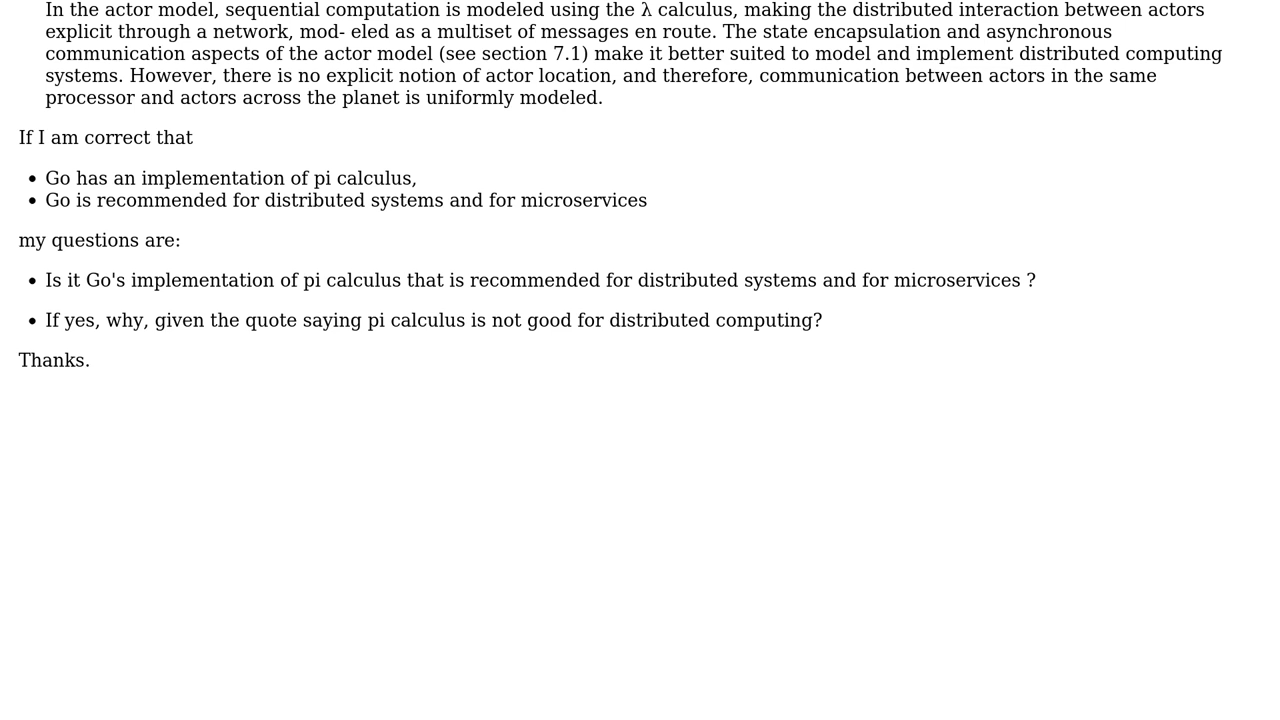 In the actor model, sequential computation is modeled using the λ calculus, making the distributed interaction between actors
explicit through a network, mod- eled as a multiset of messages en route. The state encapsulation and asynchronous
communication aspects of the actor model (see section 7.1) make it better suited to model and implement distributed computing
systems. However, there is no explicit notion of actor location, and therefore, communication between actors in the same
processor and actors across the planet is uniformly modeled.
If I am correct that
• Go has an implementation of pi calculus,
• Go is recommended for distributed systems and for microservices
my questions are:
• Is it Go's implementation of pi calculus that is recommended for distributed systems and for microservices ?
• If yes, why, given the quote saying pi calculus is not good for distributed computing?
Thanks.